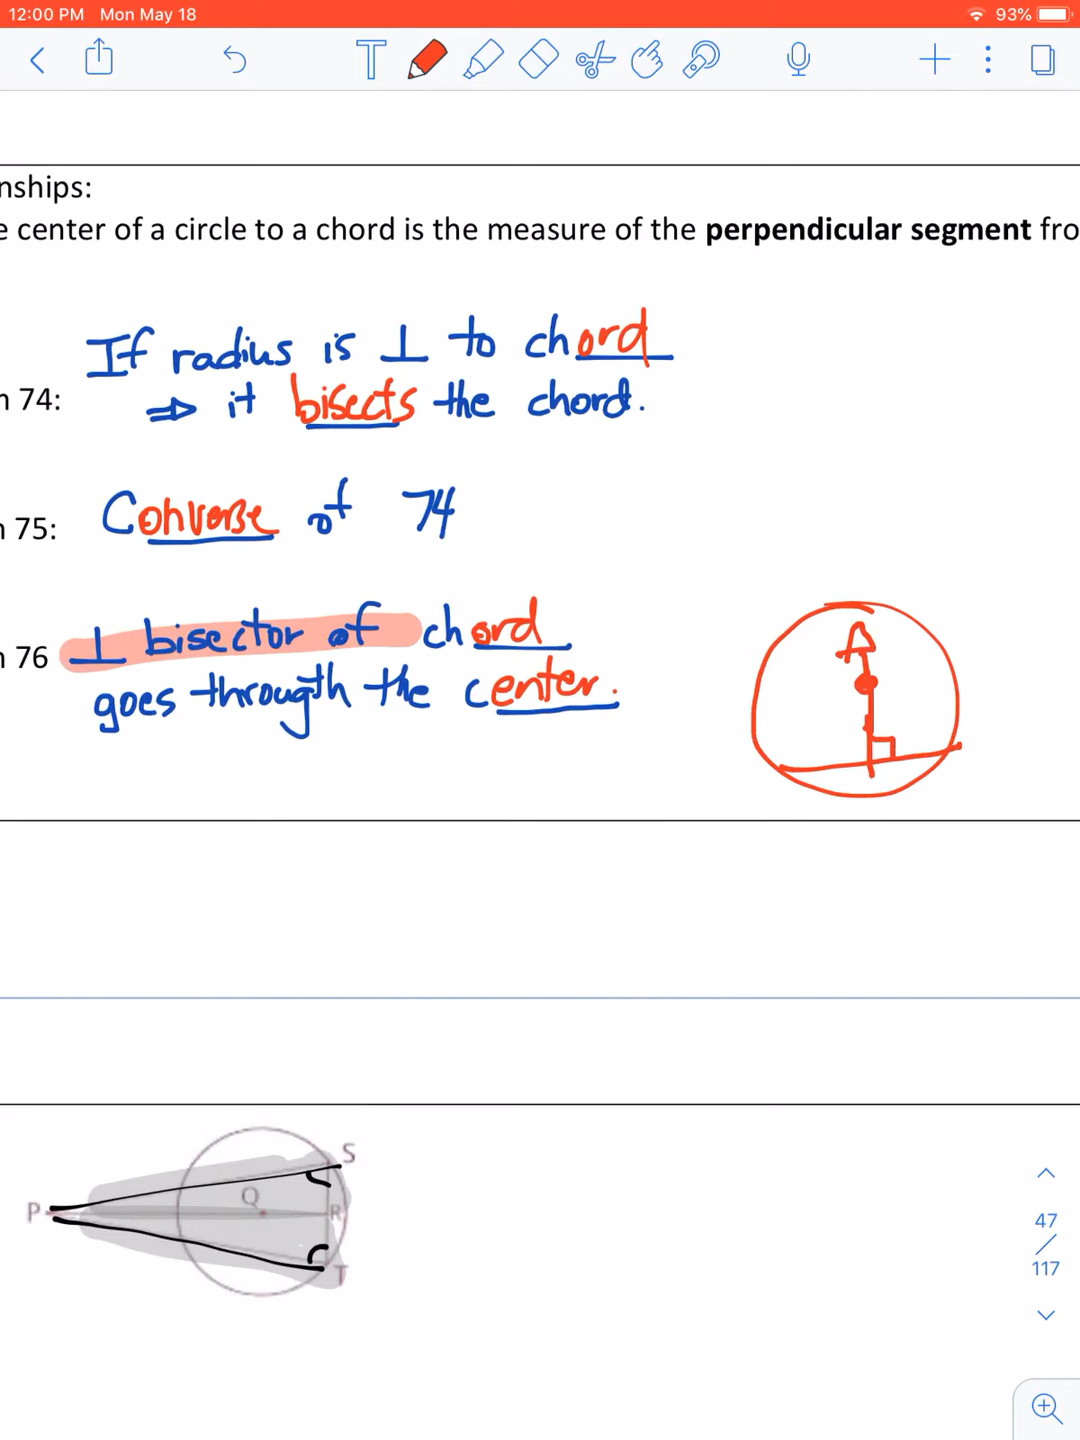 12:00 PM Mon May 18
93%
T
nships:
e center of a circle to a chord is the measure of the perpendicular segment fro
If radius is ⊥ to chord
n 74:
⇒ it bisects the chord.
n 75:
Converse of 74
n 76
⊥ bisector of chord
goes througth the center.
S
Q
P
R
T
47
/
117